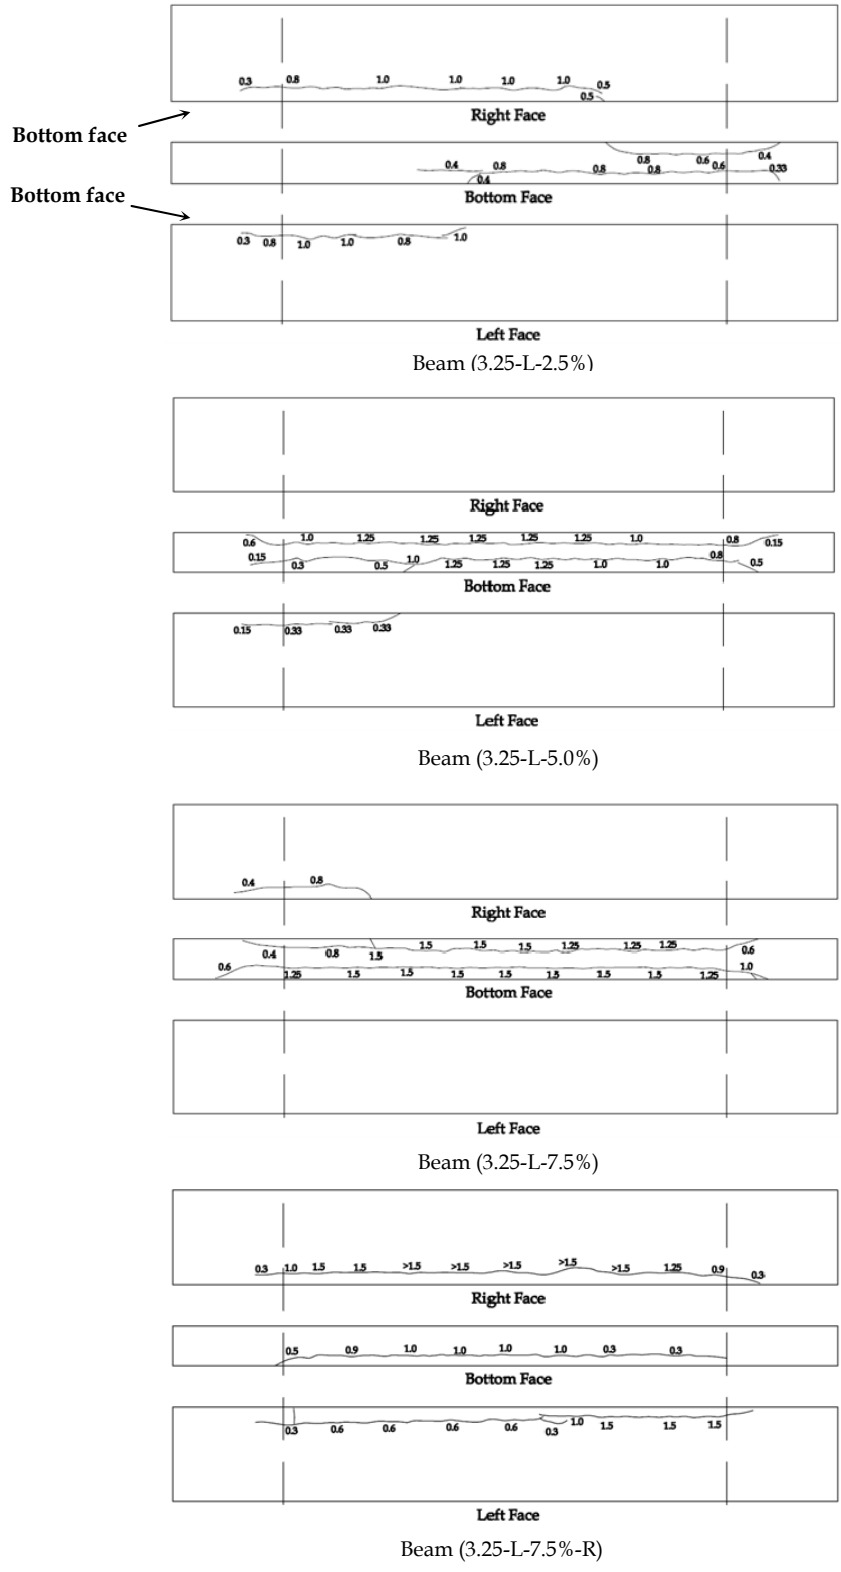 0.3 0.8 1.0 1.0 1.0 1.0 0.5
0.5
Right Face
Bottom face
0.4 0.8 0.8 0.8 0.8 0.6 0.6 0.4 0.33
0.4
Bottom face
Bottom Face
0.3 0.8 1.0 1.0 0.8 1.0
Left Face
Beam (3.25-L-2.5%)
Right Face
0.6 1.0 1.25 1.25 1.25 1.25 1.25 1.0 0.8 0.15
0.15 0.3 0.5 1.0 1.25 1.25 1.25 1.0 1.0 0.8 0.5
Bottom Face
0.15 0.33 0.33 0.33
Left Face
Beam (3.25-L-5.0%)
0.4 0.8
Right Face
0.4 0.8 1.5 1.5 1.5 1.5 1.25 1.25 1.25 0.6
0.6 1.25 1.5 1.5 1.5 1.5 1.5 1.5 1.5 1.25 1.0
Bottom Face
Left Face
Beam (3.25-L-7.5%)
0.3 1.0 1.5 1.5 >1.5 >1.5 >1.5 >1.5 >1.5 1.25 0.9 0.3
Right Face
0.5 0.9 1.0 1.0 1.0 1.0 0.3 0.3
Bottom Face
0.3 0.6 0.6 0.6 0.6 0.3 1.0 1.5 1.5 1.5
Left Face
Beam (3.25-L-7.5%-R)